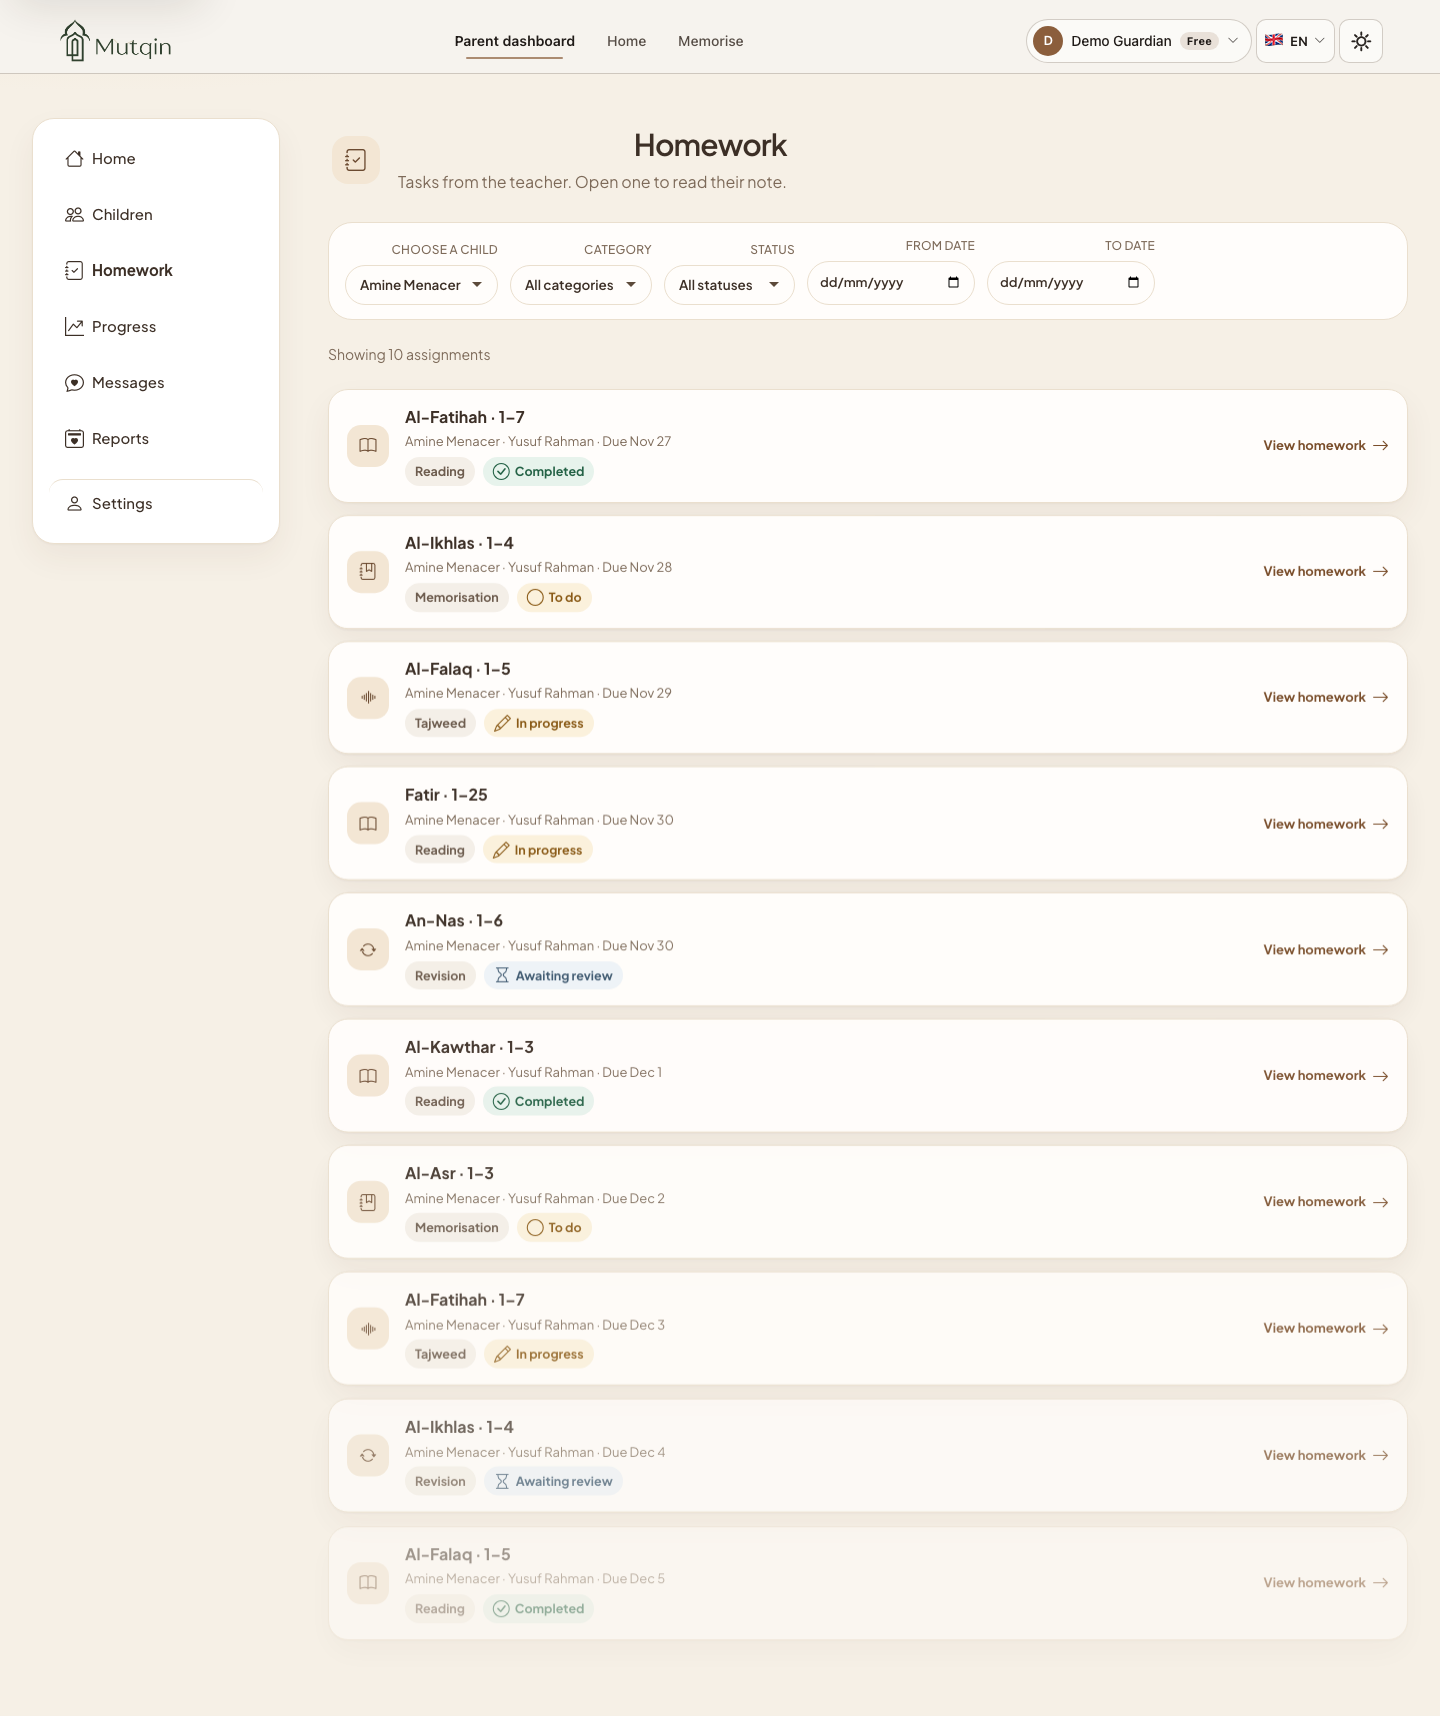 Mutqin
Parent dashboard
Home
Memorise
D
Demo Guardian
Free
EN
Home
Children
Homework
Progress
Messages
Reports
Settings
Homework
Tasks from the teacher. Open one to read their note.
CHOOSE A CHILD
CATEGORY
STATUS
FROM DATE
TO DATE
Amine Menacer
All categories
All statuses
dd/mm/yyyy
dd/mm/yyyy
Showing 10 assignments
Al-Fatihah · 1–7
Amine Menacer · Yusuf Rahman · Due Nov 27
Reading
Completed
View homework →
Al-Ikhlas · 1–4
Amine Menacer · Yusuf Rahman · Due Nov 28
Memorisation
To do
View homework →
Al-Falaq · 1–5
Amine Menacer · Yusuf Rahman · Due Nov 29
Tajweed
In progress
View homework →
Fatir · 1–25
Amine Menacer · Yusuf Rahman · Due Nov 30
Reading
In progress
View homework →
An-Nas · 1–6
Amine Menacer · Yusuf Rahman · Due Nov 30
Revision
Awaiting review
View homework →
Al-Kawthar · 1–3
Amine Menacer · Yusuf Rahman · Due Dec 1
Reading
Completed
View homework →
Al-Asr · 1–3
Amine Menacer · Yusuf Rahman · Due Dec 2
Memorisation
To do
View homework →
Al-Fatihah · 1–7
Amine Menacer · Yusuf Rahman · Due Dec 3
Tajweed
In progress
View homework →
Al-Ikhlas · 1–4
Amine Menacer · Yusuf Rahman · Due Dec 4
Revision
Awaiting review
View homework →
Al-Falaq · 1–5
Amine Menacer · Yusuf Rahman · Due Dec 5
Reading
Completed
View homework →